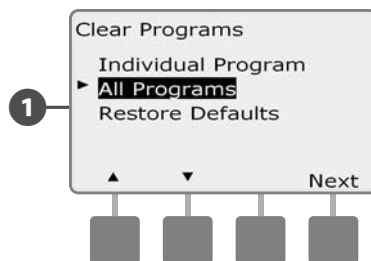 Clear Programs
Individual Program
► All Programs
Restore Defaults
1
▲ ▼ Next